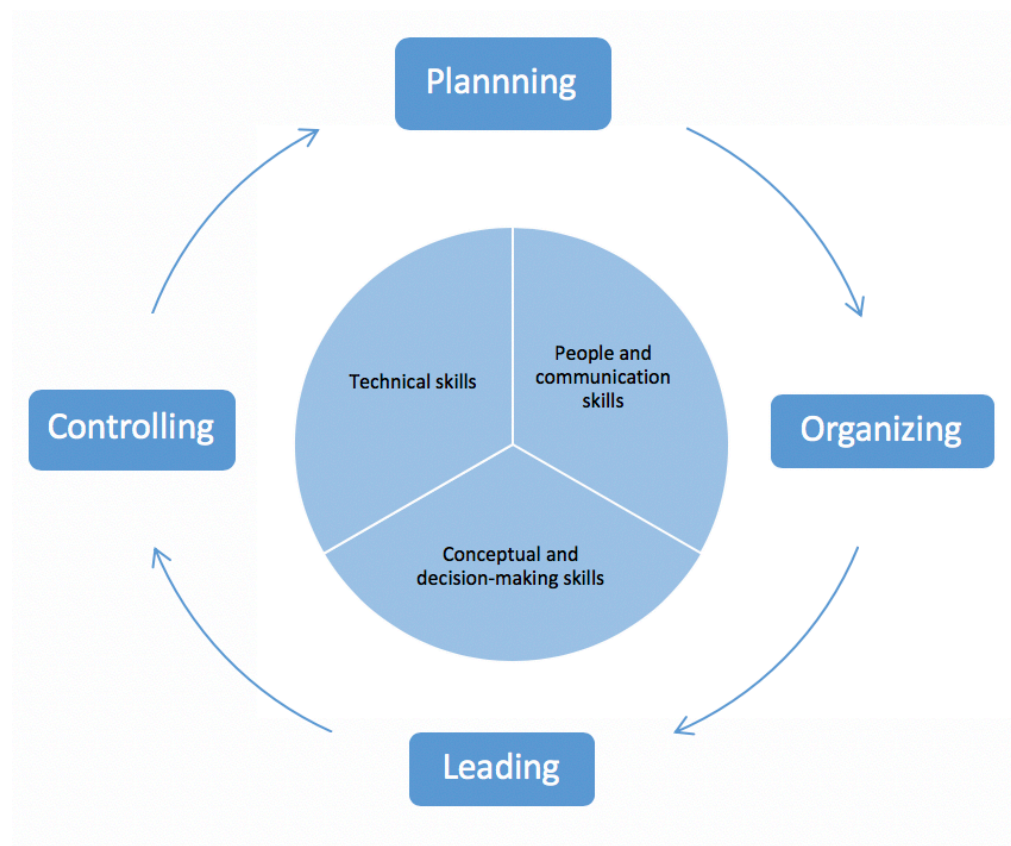 Plannning
Technical skills
People and
communication
skills
Controlling
Organizing
Conceptual and
decision-making skills
Leading